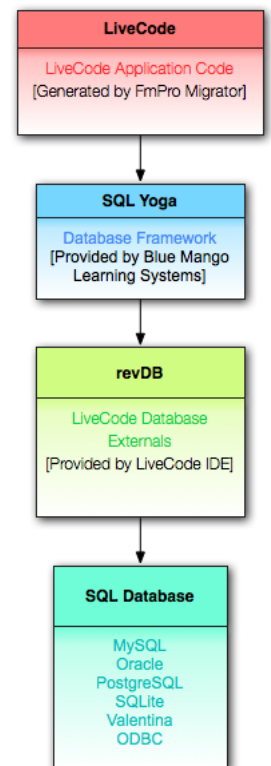 LiveCode
LiveCode Application Code
[Generated by FmPro Migrator]
SQL Yoga
Database Framework
[Provided by Blue Mango
Learning Systems]
revDB
LiveCode Database
Externals
[Provided by LiveCode IDE]
SQL Database
MySQL
Oracle
PostgreSQL
SQLite
Valentina
ODBC